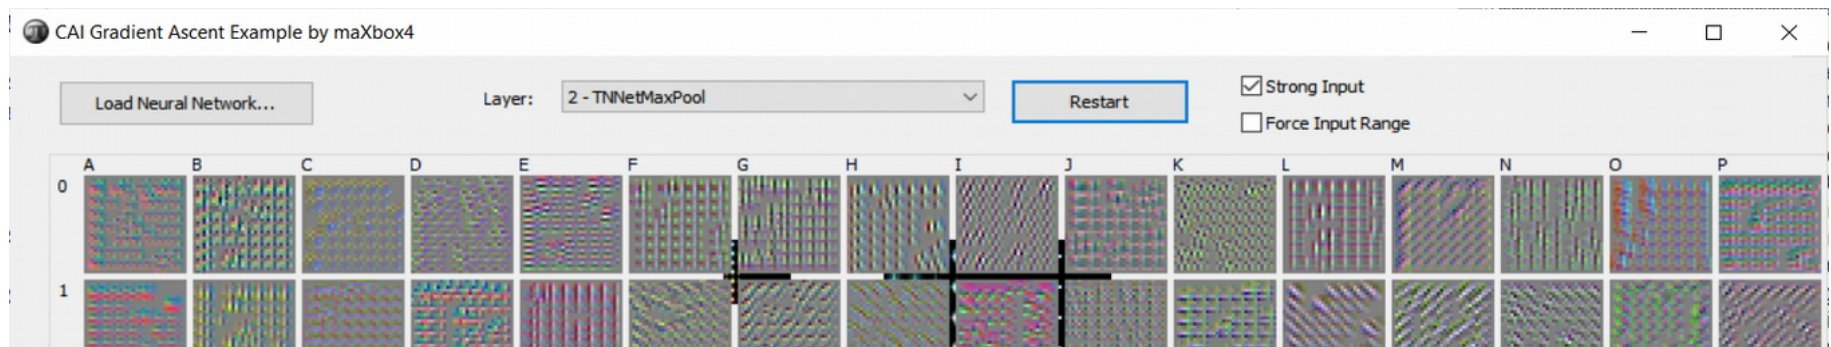 CAI Gradient Ascent Example by maXbox4
Load Neural Network...
Layer:
2 - TNNetMaxPool
Restart
Strong Input
Force Input Range
A B C D E F G H I J K L M N O P
0
1